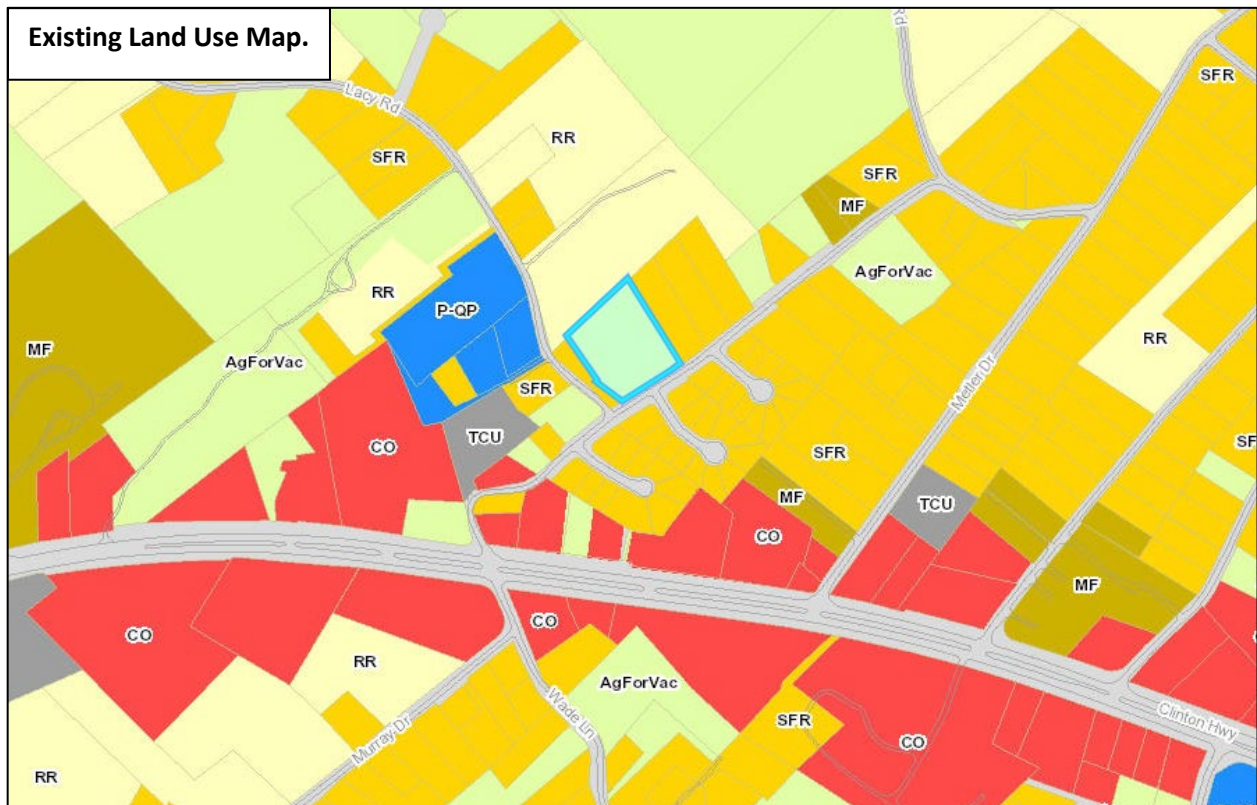 Existing Land Use Map.
Rd
SFR
Lacy Rd
RR
SFR
SFR
MF
AgForVac
RR
P-QP
MF
AgForVac
RR
Metler Dr
SFR
TCU
CO
SFR
SF
MF
TCU
CO
MF
CO
CO
RR
AgForVac
Wade Ln
Murray Dr
SFR
CO
Clinton Hwy
RR